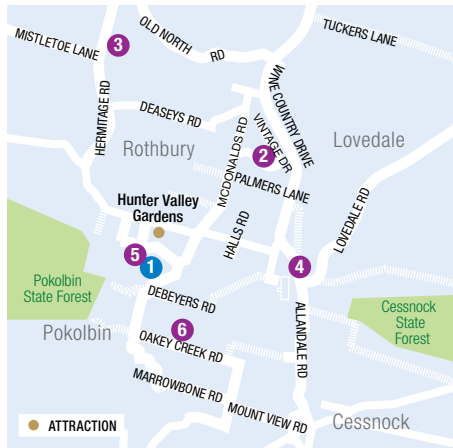 OLD NORTH
RD
TUCKERS LANE
MISTLETOE LANE
3
WINE COUNTRY DRIVE
HERMITAGE RD
DEASEYS RD
MCDONALDS RD
VINTAGE DR
Lovedale
Rothbury
2
PALMERS LANE
LOVEDALE RD
Hunter Valley
Gardens
HALLS RD
5
1
4
Pokolbin
State Forest
DEBEYERS RD
ALLANDALE RD
Cessnock
State
Forest
Pokolbin
6
OAKEY CREEK RD
MARROWBONE RD
MOUNT VIEW RD
Cessnock
ATTRACTION